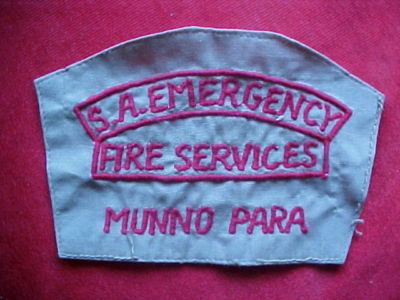 S.A. EMERGENCY
FIRE SERVICES
MUNNO PARA